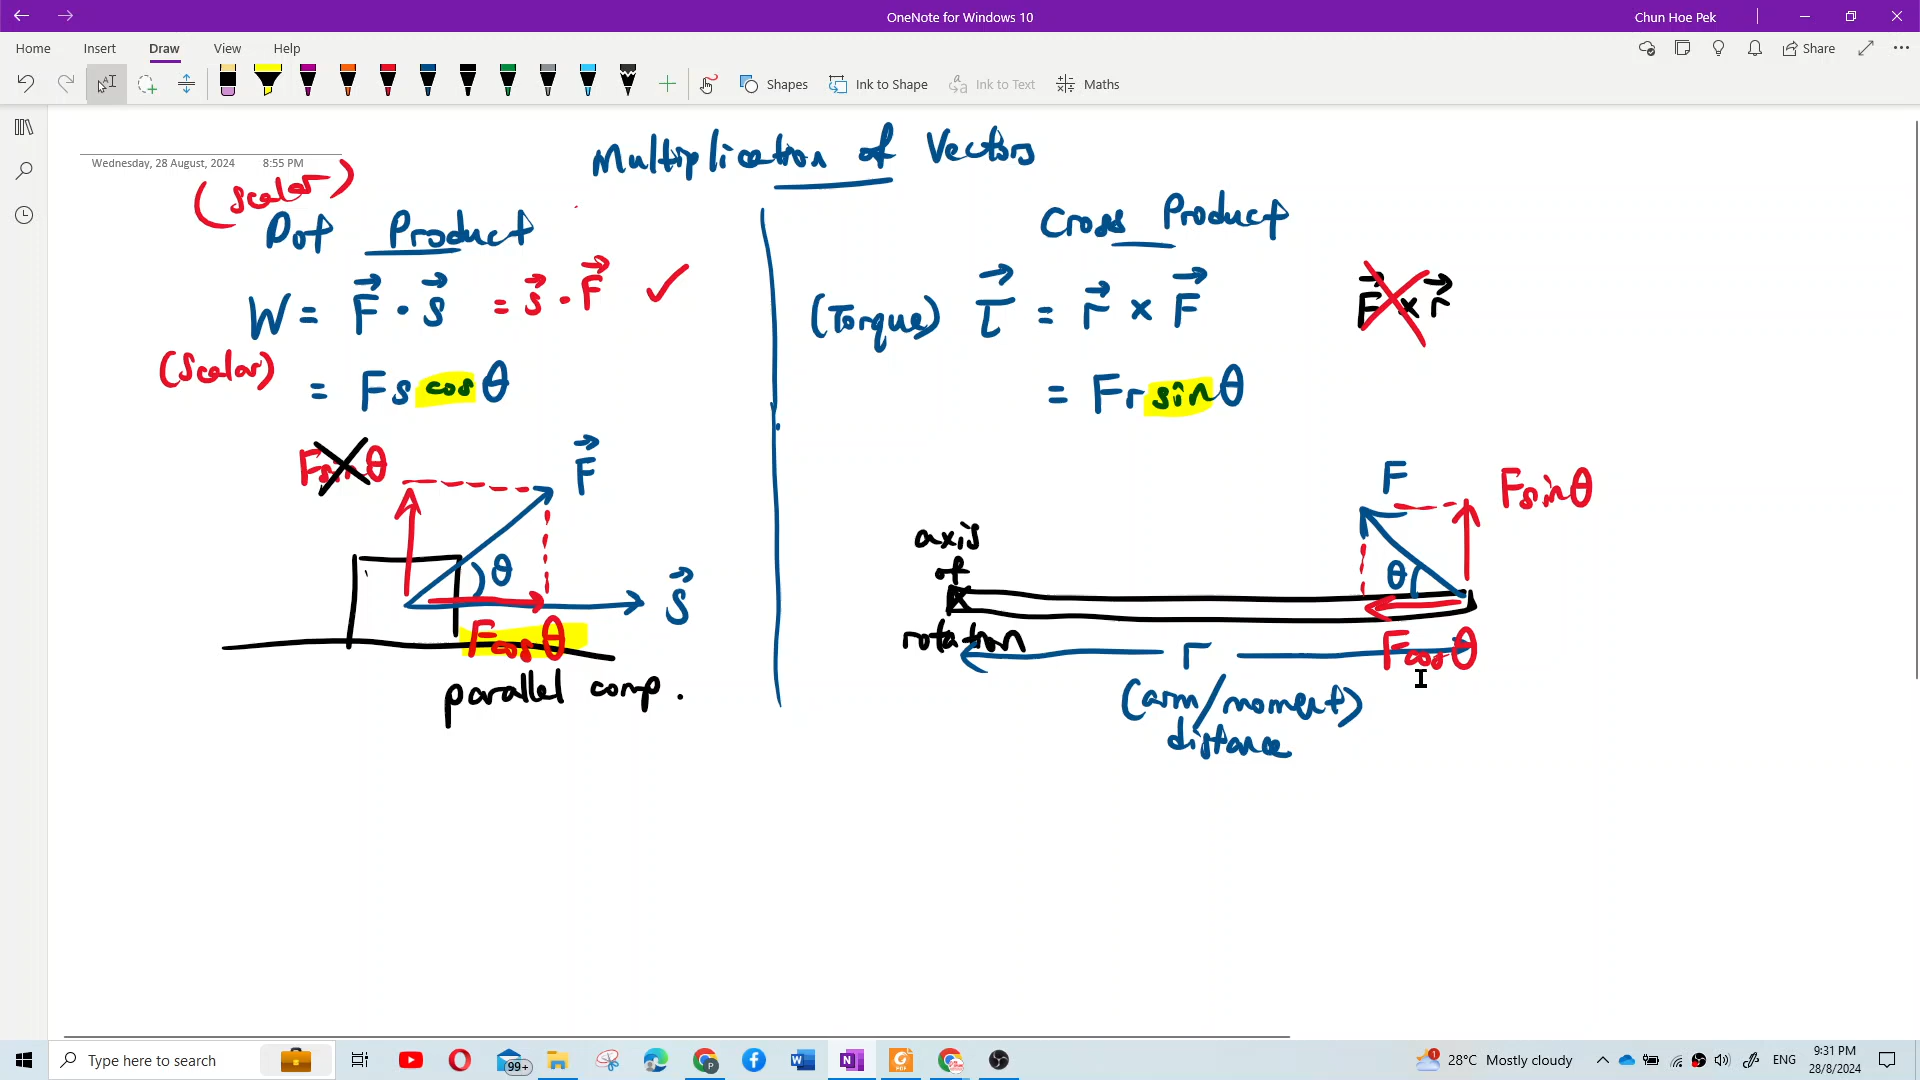 OneNote for Windows 10
Chun Hoe Pek
Home Insert Draw View Help
Share
Shapes Ink to Shape Ink to Text Maths
Multiplication of Vectors
Wednesday, 28 August, 2024 8:55 PM
(scalar)
Dot Product
W = F⃗ · s⃗ = s⃗ · F⃗ ✓
(Scalar)
= Fs cos θ
Fsinθ
F⃗
θ
s⃗
Fcosθ
parallel comp.
Cross Product
(Torque) τ⃗ = r⃗ × F⃗
F⃗ × r⃗
= Fr sin θ
F
Fsinθ
axis
of
rotation
θ
r
Fcosθ
(arm/moment)
distance
Type here to search
99+
28°C Mostly cloudy
ENG
9:31 PM
28/8/2024